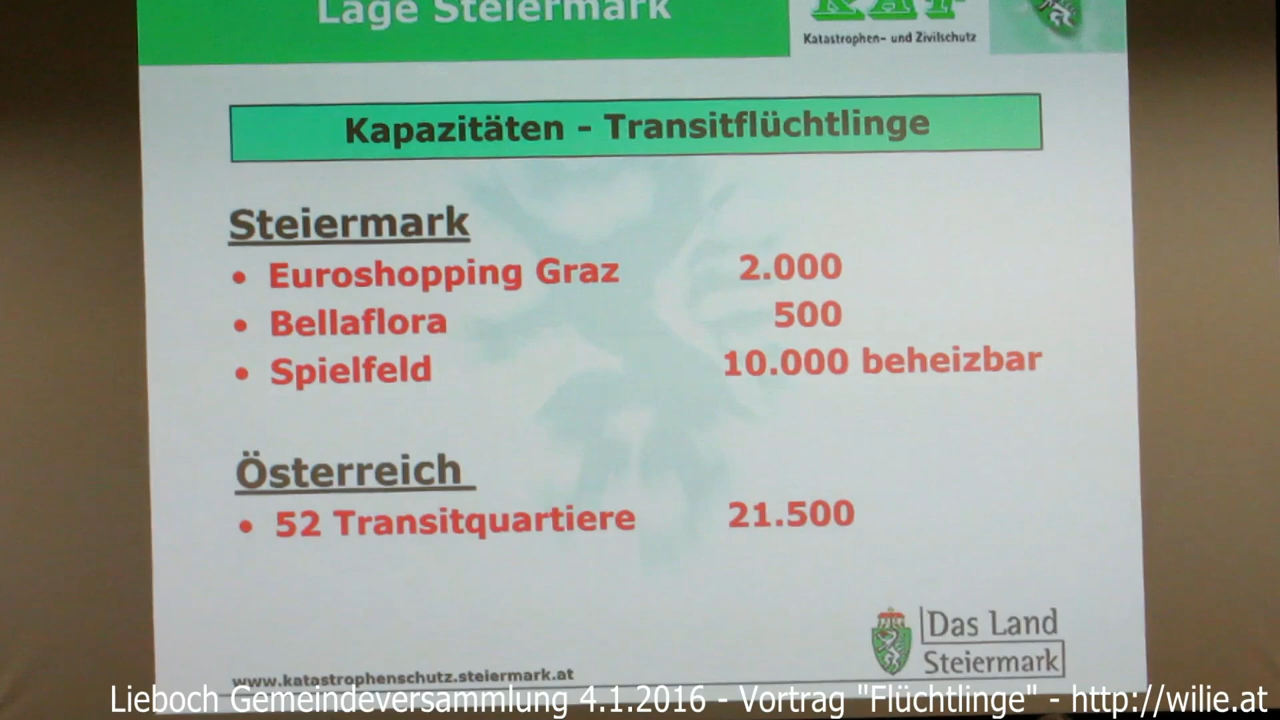 Lage Steiermark
KAT
Katastrophen- und Zivilschutz
Kapazitäten - Transitflüchtlinge
Steiermark
• Euroshopping Graz 2.000
• Bellaflora 500
• Spielfeld 10.000 beheizbar
Österreich
• 52 Transitquartiere 21.500
Das Land
Steiermark
www.katastrophenschutz.steiermark.at
Lieboch Gemeindeversammlung 4.1.2016 - Vortrag "Flüchtlinge" - http://wilie.at